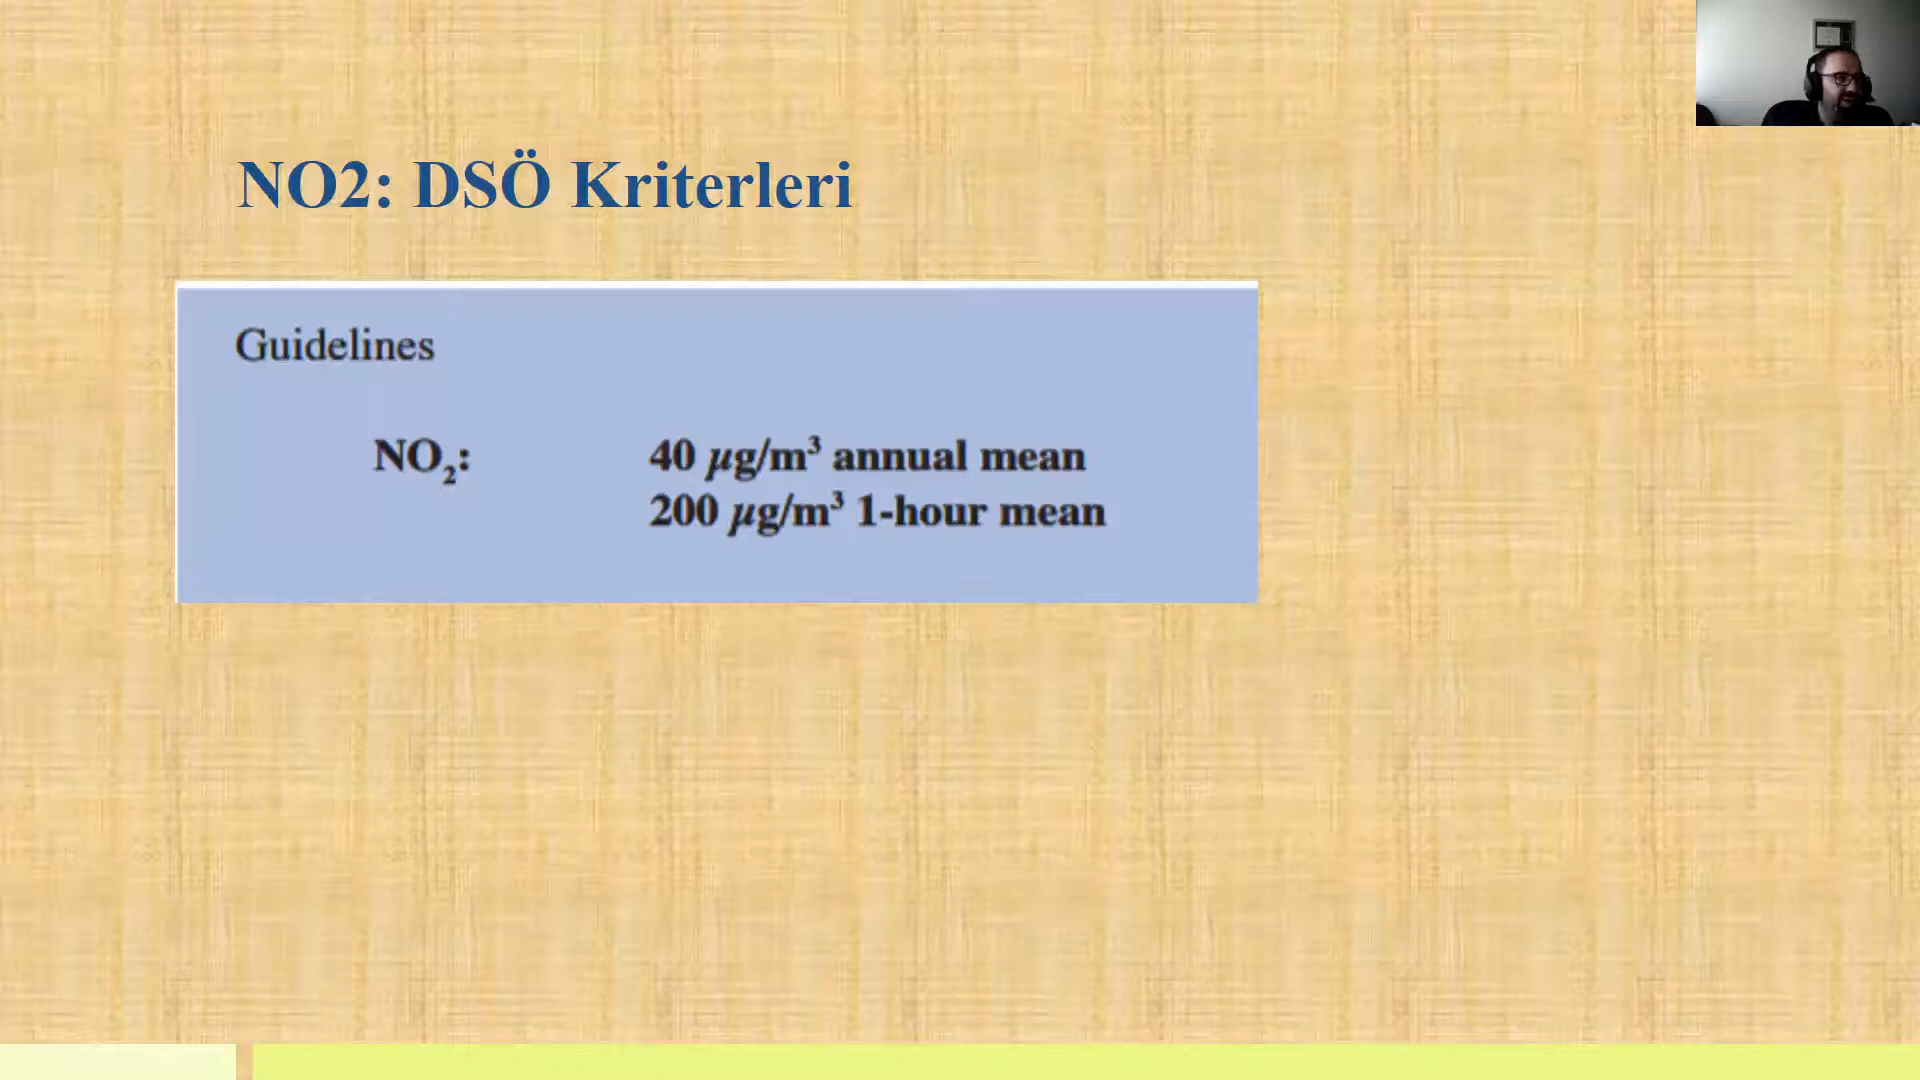 NO2: DSÖ Kriterleri
Guidelines
NO₂: 40 µg/m³ annual mean
200 µg/m³ 1-hour mean